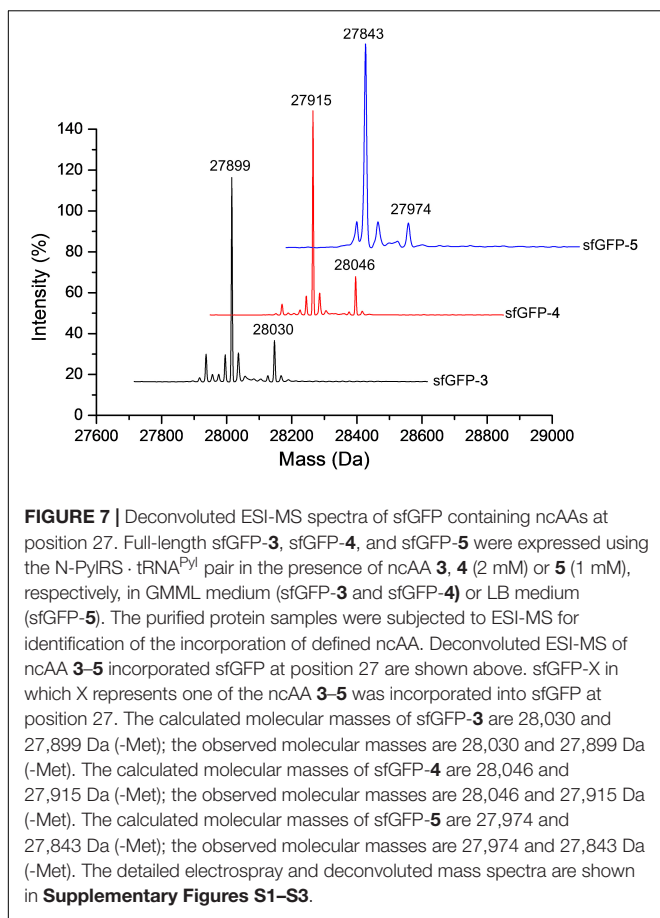 27843
27915
140
27899
120
100
27974
80
sfGFP-5
28046
60
sfGFP-4
28030
40
20
sfGFP-3
0
Intensity (%)
27600 27800 28000 28200 28400 28600 28800 29000
Mass (Da)
FIGURE 7 | Deconvoluted ESI-MS spectra of sfGFP containing ncAAs at
position 27. Full-length sfGFP-3, sfGFP-4, and sfGFP-5 were expressed using
the N-PylRS · tRNA^Pyl pair in the presence of ncAA 3, 4 (2 mM) or 5 (1 mM),
respectively, in GMML medium (sfGFP-3 and sfGFP-4) or LB medium
(sfGFP-5). The purified protein samples were subjected to ESI-MS for
identification of the incorporation of defined ncAA. Deconvoluted ESI-MS of
ncAA 3–5 incorporated sfGFP at position 27 are shown above. sfGFP-X in
which X represents one of the ncAA 3–5 was incorporated into sfGFP at
position 27. The calculated molecular masses of sfGFP-3 are 28,030 and
27,899 Da (-Met); the observed molecular masses are 28,030 and 27,899 Da
(-Met). The calculated molecular masses of sfGFP-4 are 28,046 and
27,915 Da (-Met); the observed molecular masses are 28,046 and 27,915 Da
(-Met). The calculated molecular masses of sfGFP-5 are 27,974 and
27,843 Da (-Met); the observed molecular masses are 27,974 and 27,843 Da
(-Met). The detailed electrospray and deconvoluted mass spectra are shown
in Supplementary Figures S1–S3.